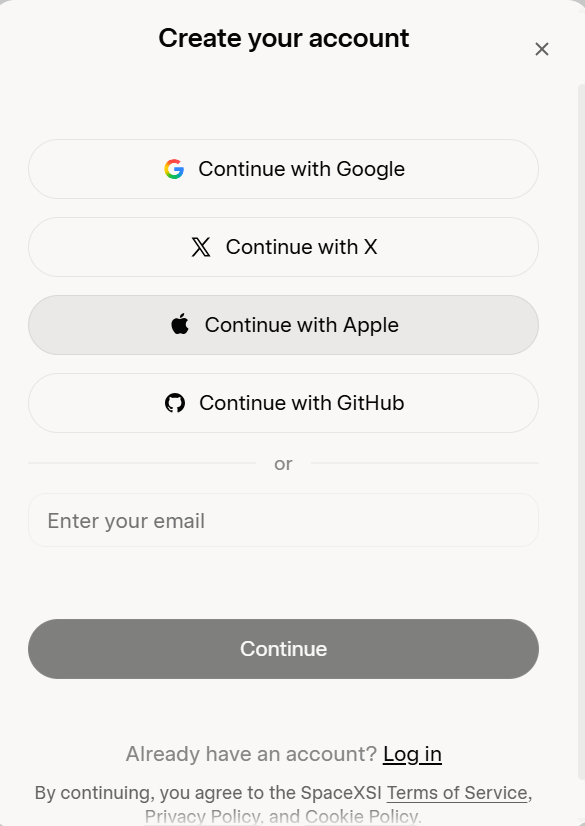 Create your account
Continue with Google
Continue with X
Continue with Apple
Continue with GitHub
or
Enter your email
Continue
Already have an account? Log in
By continuing, you agree to the SpaceXSI Terms of Service,
Privacy Policy, and Cookie Policy.